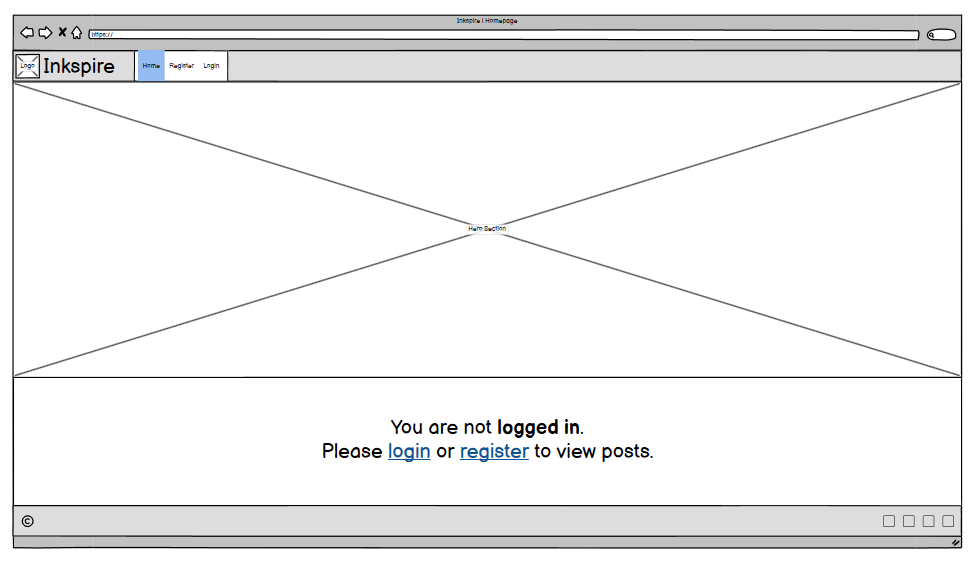 Inkspire | Homepage
https://
Logo
Inkspire
Home Register Login
Hero Section
You are not logged in.
Please login or register to view posts.
©